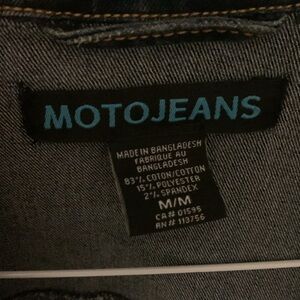 MOTOJEANS
MADE IN BANGLADESH
FABRIQUE AU
BANGLADESH
83% COTON/COTTON
15% POLYESTER
2% SPANDEX
M/M
CA# 01595
RN# 113756